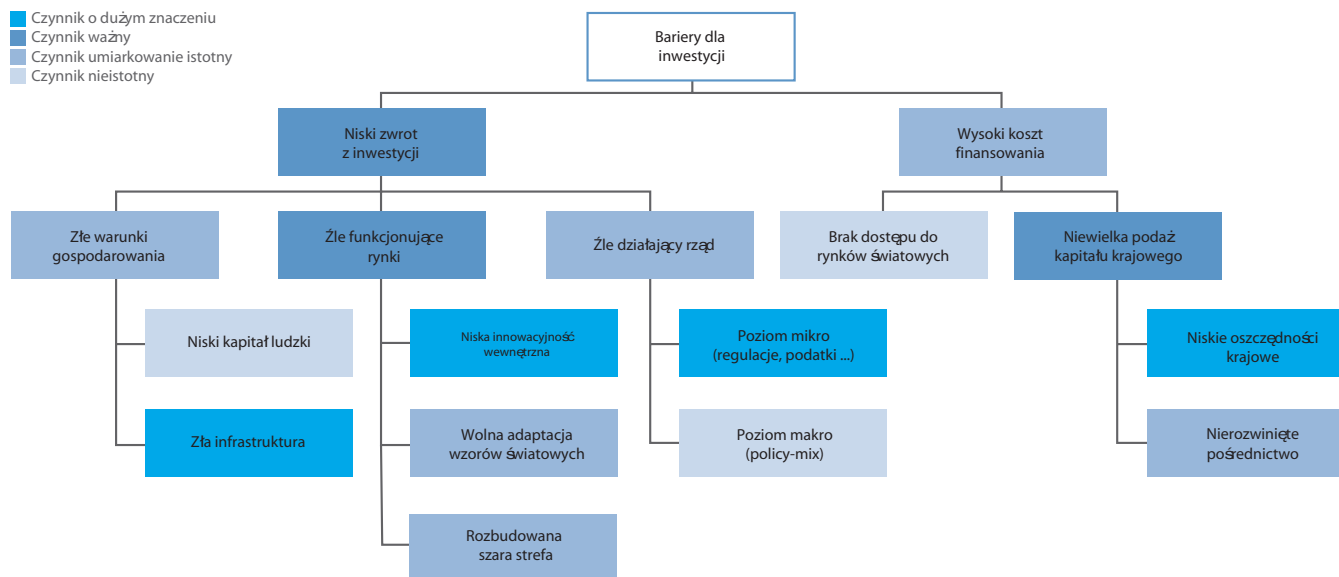 Czynnik o dużym znaczeniu
Czynnik ważny
Czynnik umiarkowanie istotny
Czynnik nieistotny
Bariery dla
inwestycji
Niski zwrot
z inwestycji
Wysoki koszt
finansowania
Złe warunki
gospodarowania
Źle funkcjonujące
rynki
Źle działający rząd
Brak dostępu do
rynków światowych
Niewielka podaż
kapitału krajowego
Niski kapitał ludzki
Niska innowacyjność
wewnętrzna
Poziom mikro
(regulacje, podatki ...)
Niskie oszczędności
krajowe
Zła infrastruktura
Wolna adaptacja
wzorów światowych
Poziom makro
(policy-mix)
Nierozwinięte
pośrednictwo
Rozbudowana
szara strefa